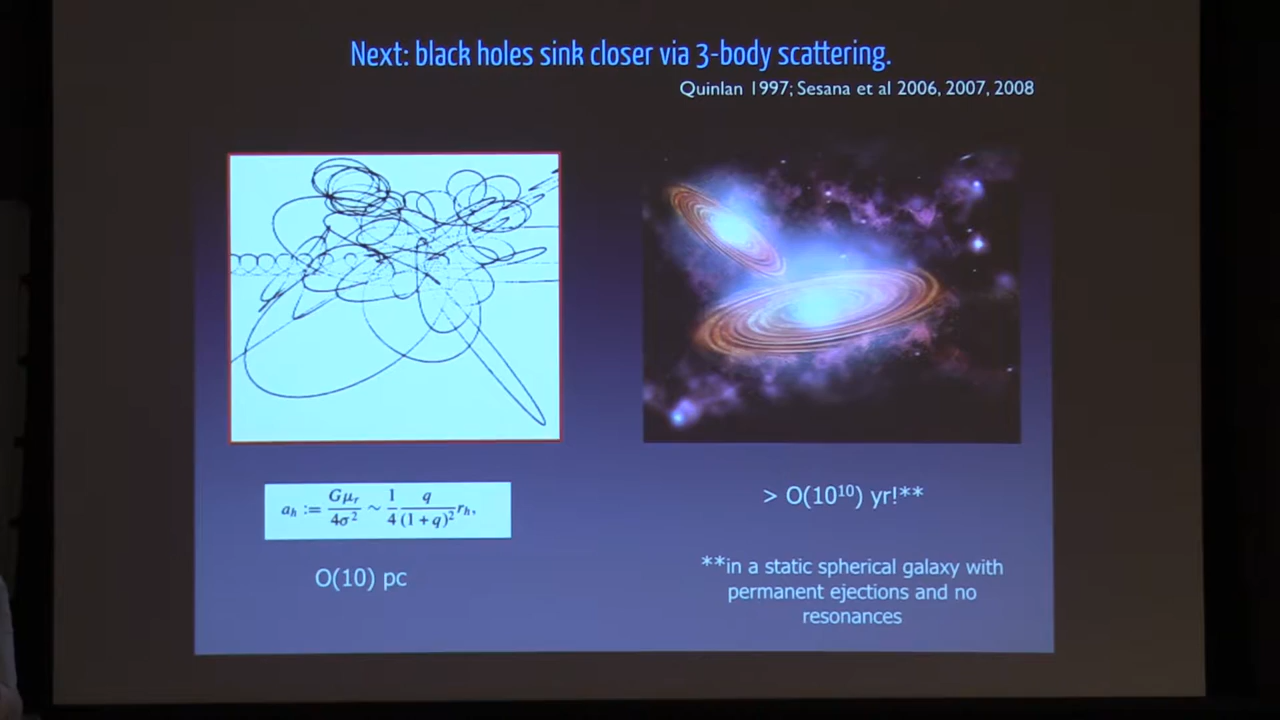 Next: black holes sink closer via 3-body scattering.
Quinlan 1997; Sesana et al 2006, 2007, 2008
a_h := Gμ_r / 4σ² ~ 1/4 q/(1+q)² r_h,
O(10) pc
> O(10¹⁰) yr!**
**in a static spherical galaxy with
permanent ejections and no
resonances